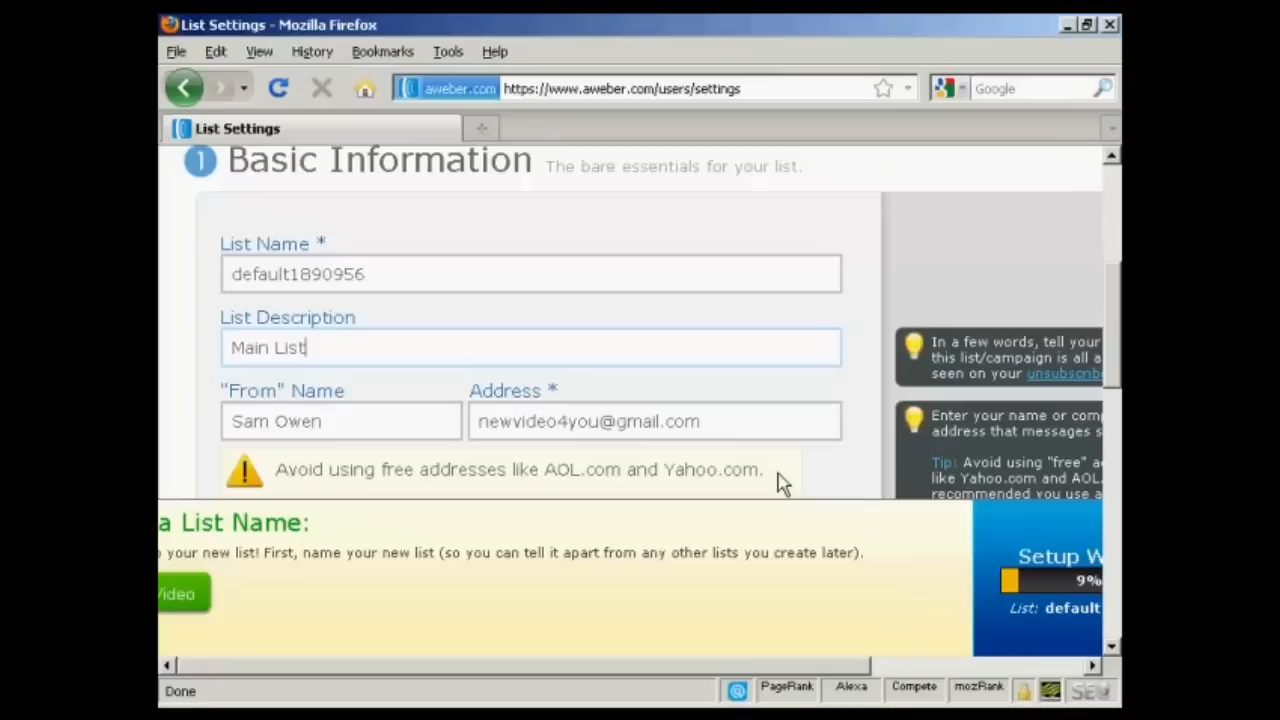 List Settings - Mozilla Firefox
File Edit View History Bookmarks Tools Help
aweber.com https://www.aweber.com/users/settings Google
List Settings
1 Basic Information The bare essentials for your list.
List Name *
default1890956
List Description
Main List
In a few words, tell your
this list/campaign is all a
seen on your unsubscrib
"From" Name Address *
Sam Owen newvideo4you@gmail.com
Enter your name or com
address that messages s
Tip: Avoid using "free" a
like Yahoo.com and AOL.
recommended you use a
Avoid using free addresses like AOL.com and Yahoo.com.
a List Name:
your new list! First, name your new list (so you can tell it apart from any other lists you create later).
Video
Setup W
9%
List: default
Done PageRank Alexa Compete mozRank SEO